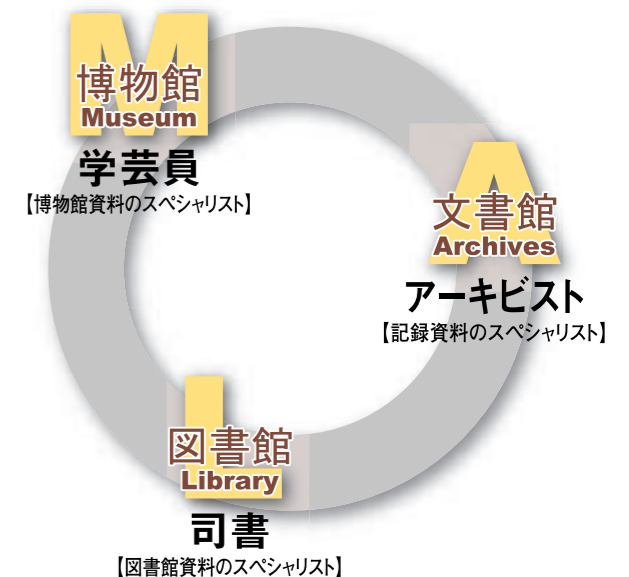 M
博物館
Museum
学芸員
【博物館資料のスペシャリスト】
A
文書館
Archives
アーキビスト
【記録資料のスペシャリスト】
L
図書館
Library
司書
【図書館資料のスペシャリスト】